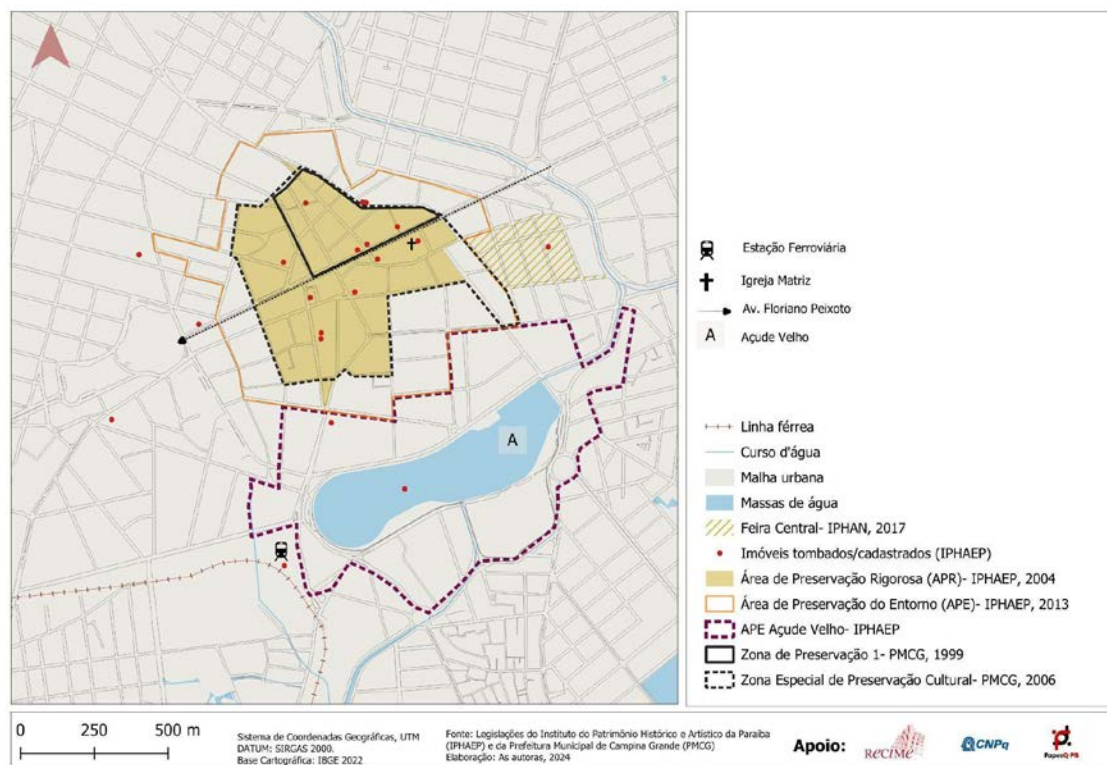 A
Estação Ferroviária
Igreja Matriz
Av. Floriano Peixoto
A Açude Velho
Linha férrea
Curso d'água
Malha urbana
Massas de água
Feira Central- IPHAN, 2017
Imóveis tombados/cadastrados (IPHAEP)
Área de Preservação Rigorosa (APR)- IPHAEP, 2004
Área de Preservação do Entorno (APE)- IPHAEP, 2013
APE Açude Velho- IPHAEP
Zona de Preservação 1- PMCG, 1999
Zona Especial de Preservação Cultural- PMCG, 2006
0 250 500 m
Sistema de Coordenadas Geográficas, UTM
DATUM: SIRGAS 2000.
Base Cartográfica: IBGE 2022
Fonte: Legislações do Instituto do Patrimônio Histórico e Artístico da Paraíba
(IPHAEP) e da Prefeitura Municipal de Campina Grande (PMCG)
Elaboração: As autoras, 2024
Apoio:
ReCiMe
CNPq
FapesQ PB